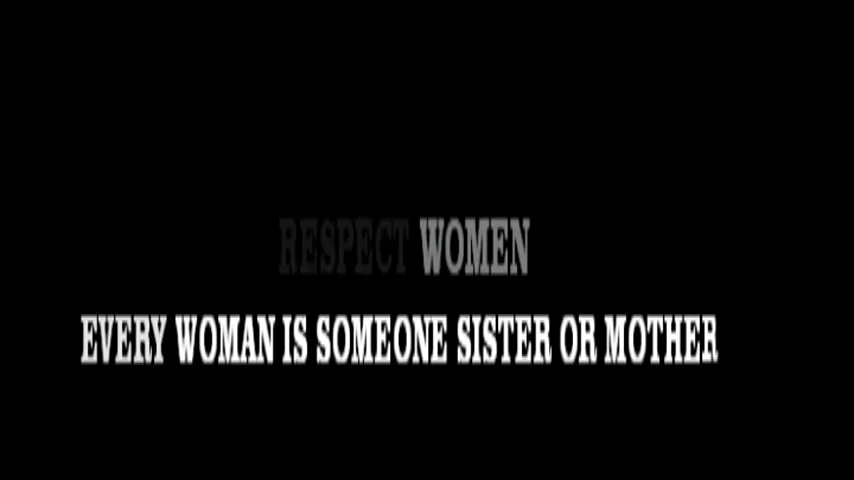 RESPECT WOMEN
EVERY WOMAN IS SOMEONE SISTER OR MOTHER